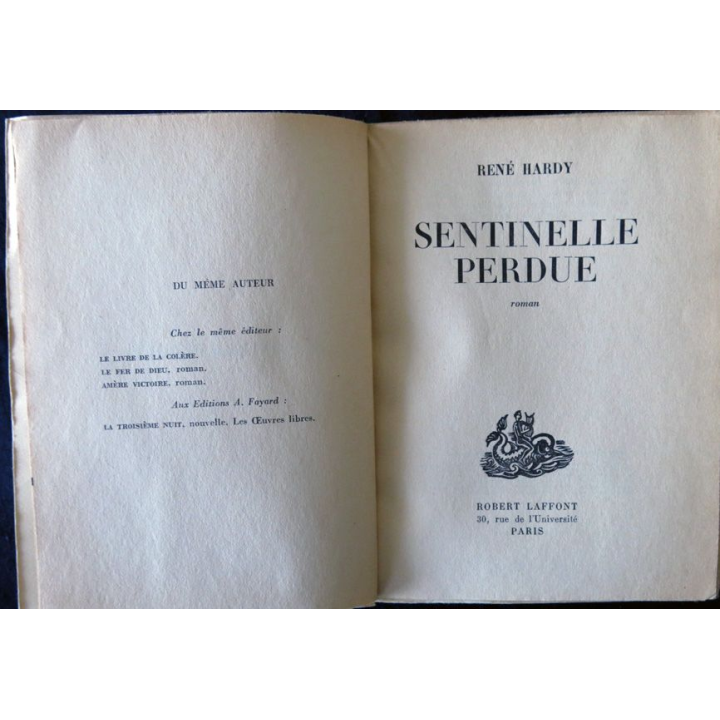 DU MÊME AUTEUR
Chez le même éditeur :
LE LIVRE DE LA COLÈRE.
LE FER DE DIEU, roman.
AMÈRE VICTOIRE, roman.
Aux Editions A. Fayard :
LA TROISIÈME NUIT, nouvelle. Les Œuvres libres.
RENÉ HARDY
SENTINELLE
PERDUE
roman
ROBERT LAFFONT
30, rue de l'Université
PARIS